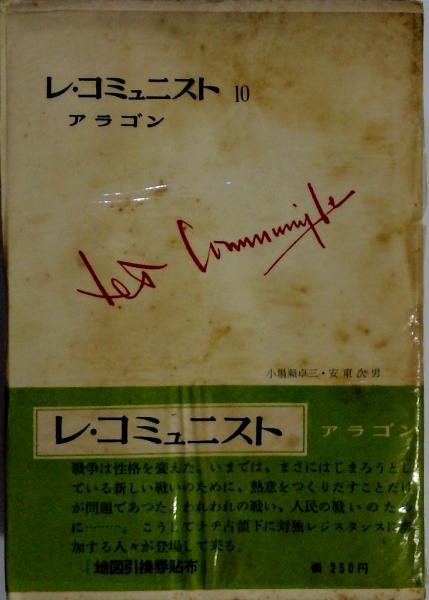 レ・コミュニスト 10
アラゴン
Les Communistes
小場瀬卓三・安東次男
レ・コミュニスト
アラゴン
戦争は性格を変えた。いまでは、まさにはじまろうとし
ている新しい戦いのために、熱意をつくりだすことだけ
が問題であつた。われわれの戦い、人民の戦いのため
に………。こうしてナチ占領下に対独レジスタンスに参
加する人々が登場して来る。
[地図引換券貼布]
価 250円